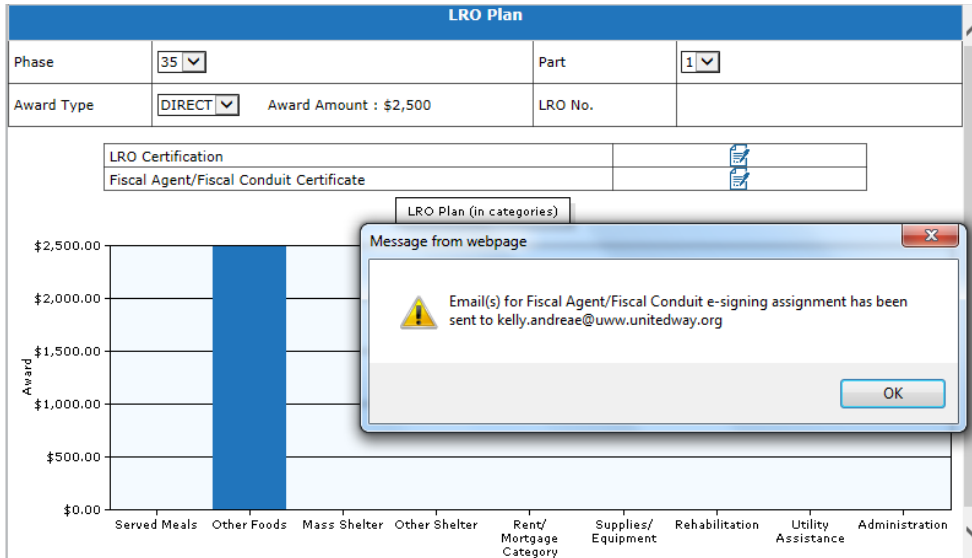 LRO Plan
Phase 35 Part 1
Award Type DIRECT Award Amount : $2,500 LRO No.
LRO Certification
Fiscal Agent/Fiscal Conduit Certificate
LRO Plan (in categories)
Message from webpage
Email(s) for Fiscal Agent/Fiscal Conduit e-signing assignment has been
sent to kelly.andreae@uww.unitedway.org
OK
Award
$2,500.00
$2,000.00
$1,500.00
$1,000.00
$500.00
$0.00
Served Meals
Other Foods
Mass Shelter
Other Shelter
Rent/
Mortgage
Category
Supplies/
Equipment
Rehabilitation
Utility
Assistance
Administration